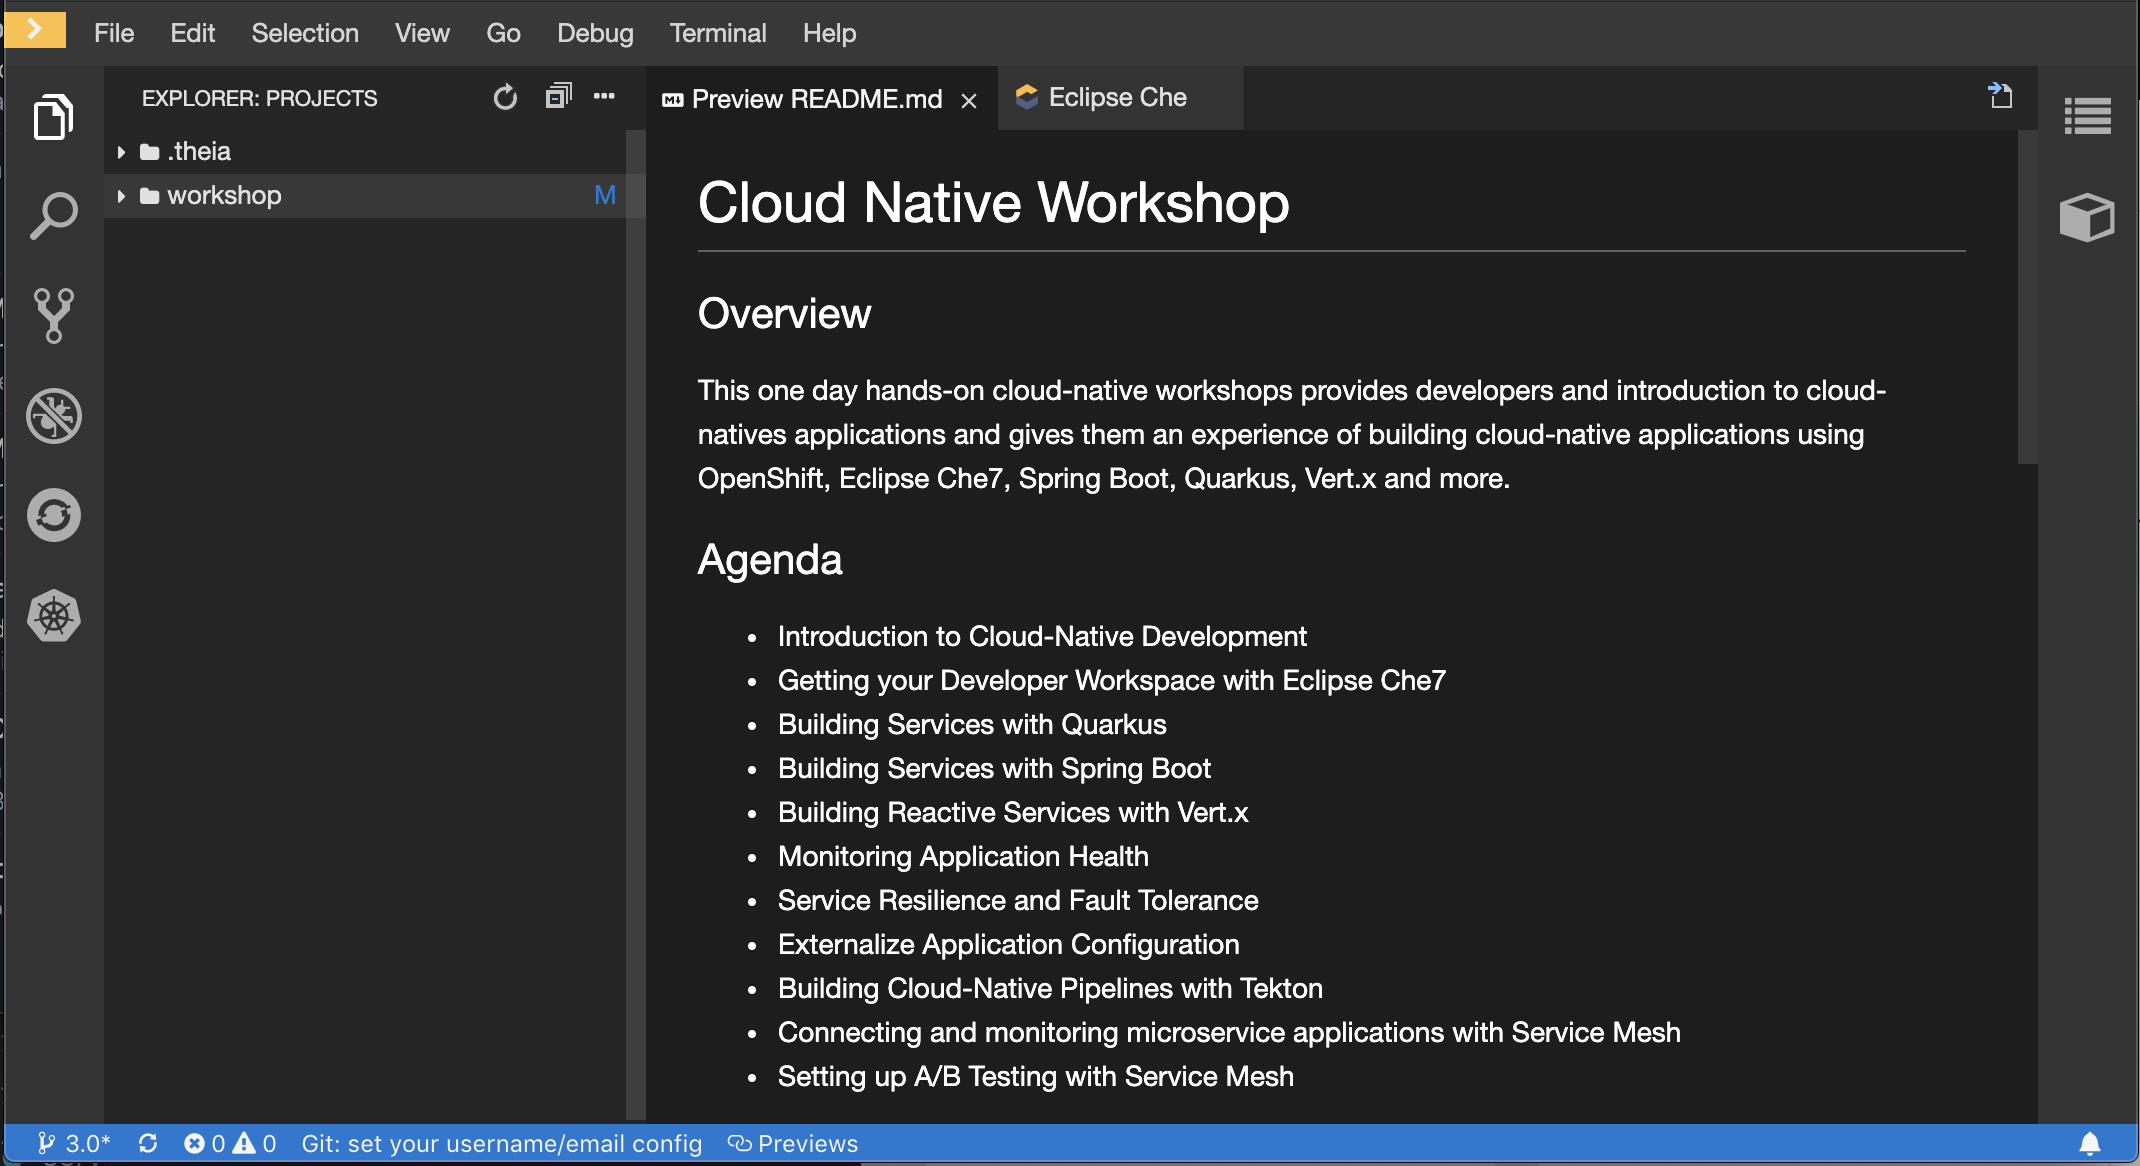 File Edit Selection View Go Debug Terminal Help
EXPLORER: PROJECTS
Preview README.md
Eclipse Che
.theia
workshop M
Cloud Native Workshop
Overview
This one day hands-on cloud-native workshops provides developers and introduction to cloud-
natives applications and gives them an experience of building cloud-native applications using
OpenShift, Eclipse Che7, Spring Boot, Quarkus, Vert.x and more.
Agenda
• Introduction to Cloud-Native Development
• Getting your Developer Workspace with Eclipse Che7
• Building Services with Quarkus
• Building Services with Spring Boot
• Building Reactive Services with Vert.x
• Monitoring Application Health
• Service Resilience and Fault Tolerance
• Externalize Application Configuration
• Building Cloud-Native Pipelines with Tekton
• Connecting and monitoring microservice applications with Service Mesh
• Setting up A/B Testing with Service Mesh
3.0* 0 0 Git: set your username/email config Previews